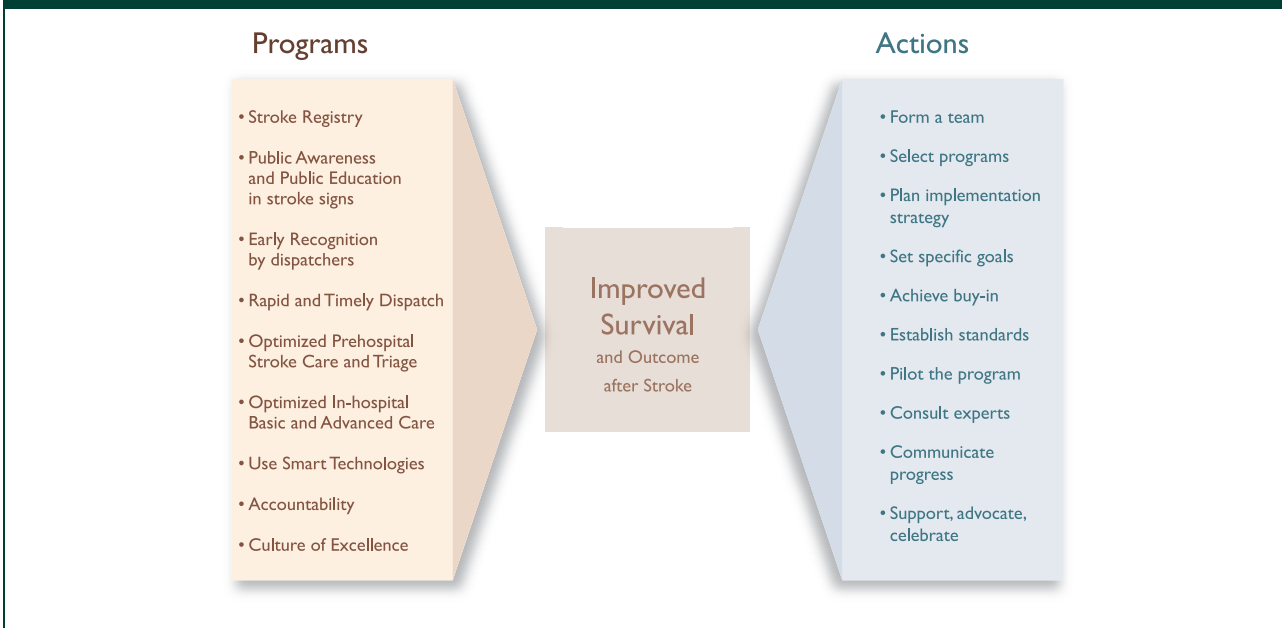 Programs
• Stroke Registry
• Public Awareness
and Public Education
in stroke signs
• Early Recognition
by dispatchers
• Rapid and Timely Dispatch
• Optimized Prehospital
Stroke Care and Triage
• Optimized In-hospital
Basic and Advanced Care
• Use Smart Technologies
• Accountability
• Culture of Excellence
Improved
Survival
and Outcome
after Stroke
Actions
• Form a team
• Select programs
• Plan implementation
strategy
• Set specific goals
• Achieve buy-in
• Establish standards
• Pilot the program
• Consult experts
• Communicate
progress
• Support, advocate,
celebrate